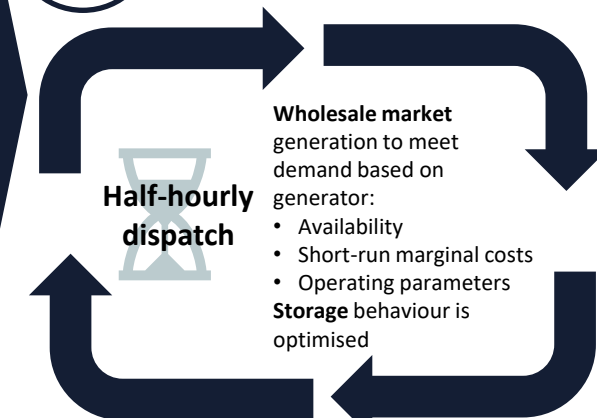 Half-hourly
dispatch
Wholesale market
generation to meet
demand based on
generator:
• Availability
• Short-run marginal costs
• Operating parameters
Storage behaviour is
optimised